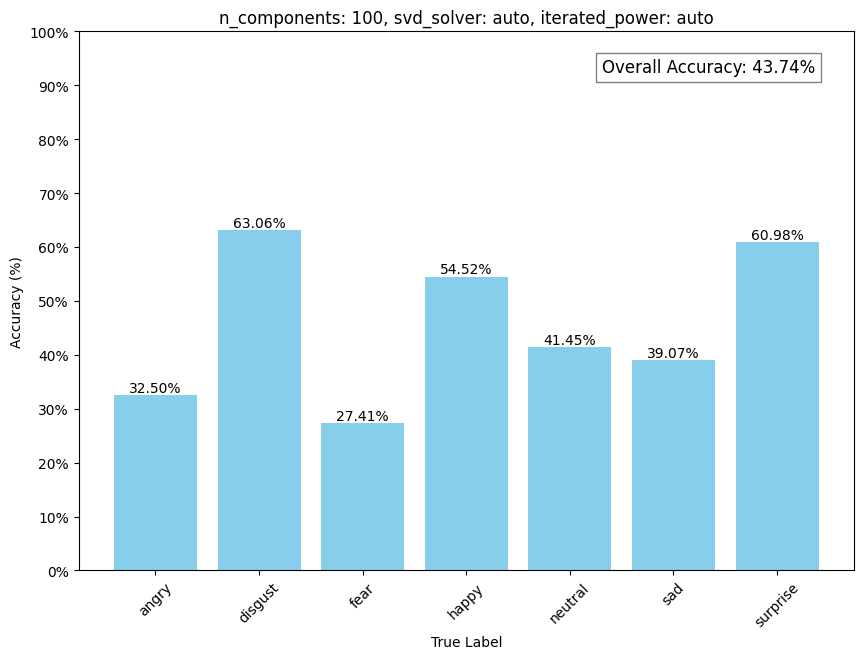 n_components: 100, svd_solver: auto, iterated_power: auto
100%
Overall Accuracy: 43.74%
90%
80%
70%
63.06%
60.98%
60%
54.52%
50%
Accuracy (%)
41.45%
39.07%
40%
32.50%
30%
27.41%
20%
10%
0%
angry
disgust
fear
happy
neutral
sad
surprise
True Label